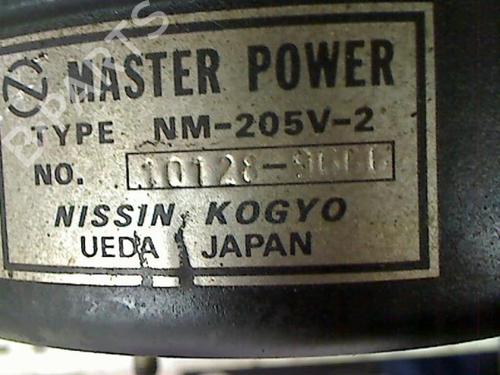 MASTER POWER
TYPE NM-205V-2
NO.
NISSIN KOGYO
UEDA JAPAN